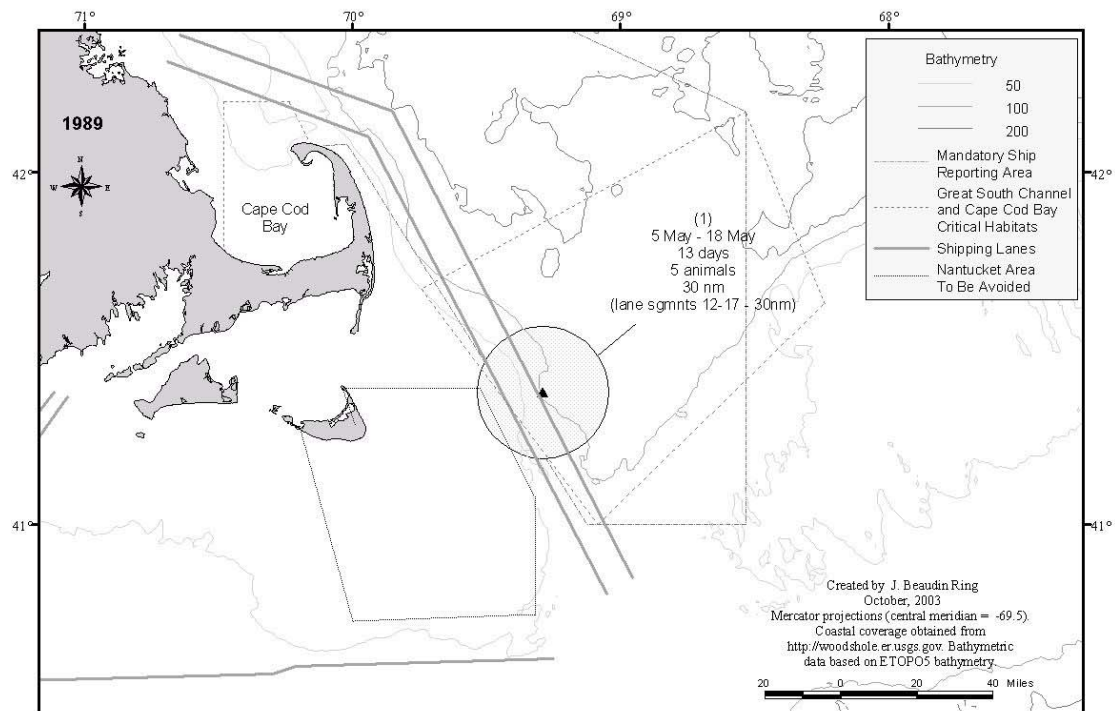 71°
70°
69°
68°
1989
N
W E
S
42°
42°
Cape Cod
Bay
(1)
5 May - 18 May
13 days
5 animals
30 nm
(lane sgmnts 12-17 - 30nm)
Bathymetry
50
100
200
Mandatory Ship
Reporting Area
Great South Channel
and Cape Cod Bay
Critical Habitats
Shipping Lanes
Nantucket Area
To Be Avoided
41°
41°
Created by J. Beaudin Ring
October, 2003
Mercator projections (central meridian = -69.5).
Coastal coverage obtained from
http://woodshole.er.usgs.gov. Bathymetric
data based on ETOPO5 bathymetry.
20 0 20 40 Miles